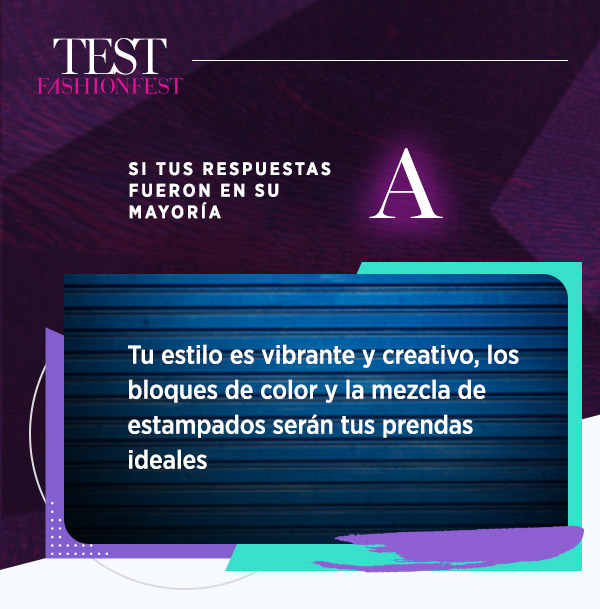 TEST
FASHIONFEST
SI TUS RESPUESTAS
FUERON EN SU
MAYORÍA
A
Tu estilo es vibrante y creativo, los
bloques de color y la mezcla de
estampados serán tus prendas
ideales